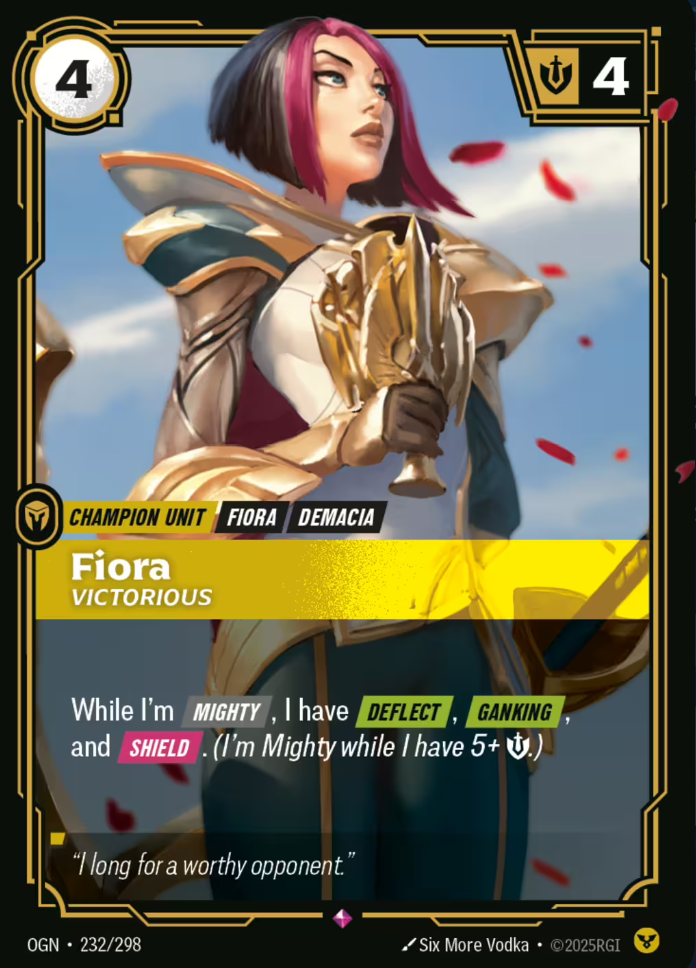 4
4
CHAMPION UNIT FIORA DEMACIA
Fiora
VICTORIOUS
While I'm MIGHTY, I have DEFLECT, GANKING,
and SHIELD. (I'm Mighty while I have 5+ .)
“I long for a worthy opponent.”
OGN • 232/298 Six More Vodka • ©2025RGI